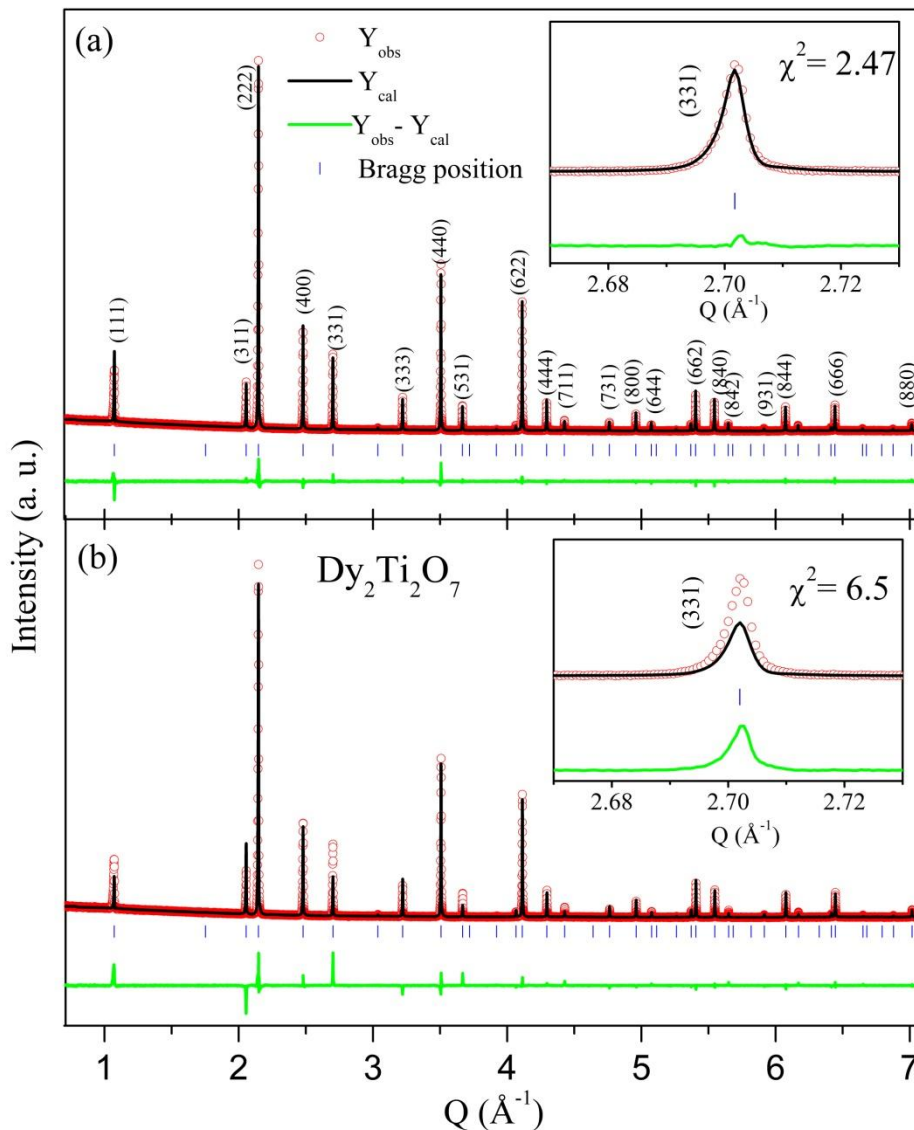 (a)
Y_obs
Y_cal
Y_obs - Y_cal
Bragg position
(331)
χ² = 2.47
2.68 2.70 2.72
Q (Å⁻¹)
(111)
(311)
(222)
(400)
(331)
(333)
(440)
(531)
(622)
(444)
(711)
(731)
(800)
(644)
(662)
(840)
(842)
(931)
(844)
(666)
(880)
Intensity (a. u.)
(b)
Dy₂Ti₂O₇
(331)
χ² = 6.5
2.68 2.70 2.72
Q (Å⁻¹)
1 2 3 4 5 6 7
Q (Å⁻¹)